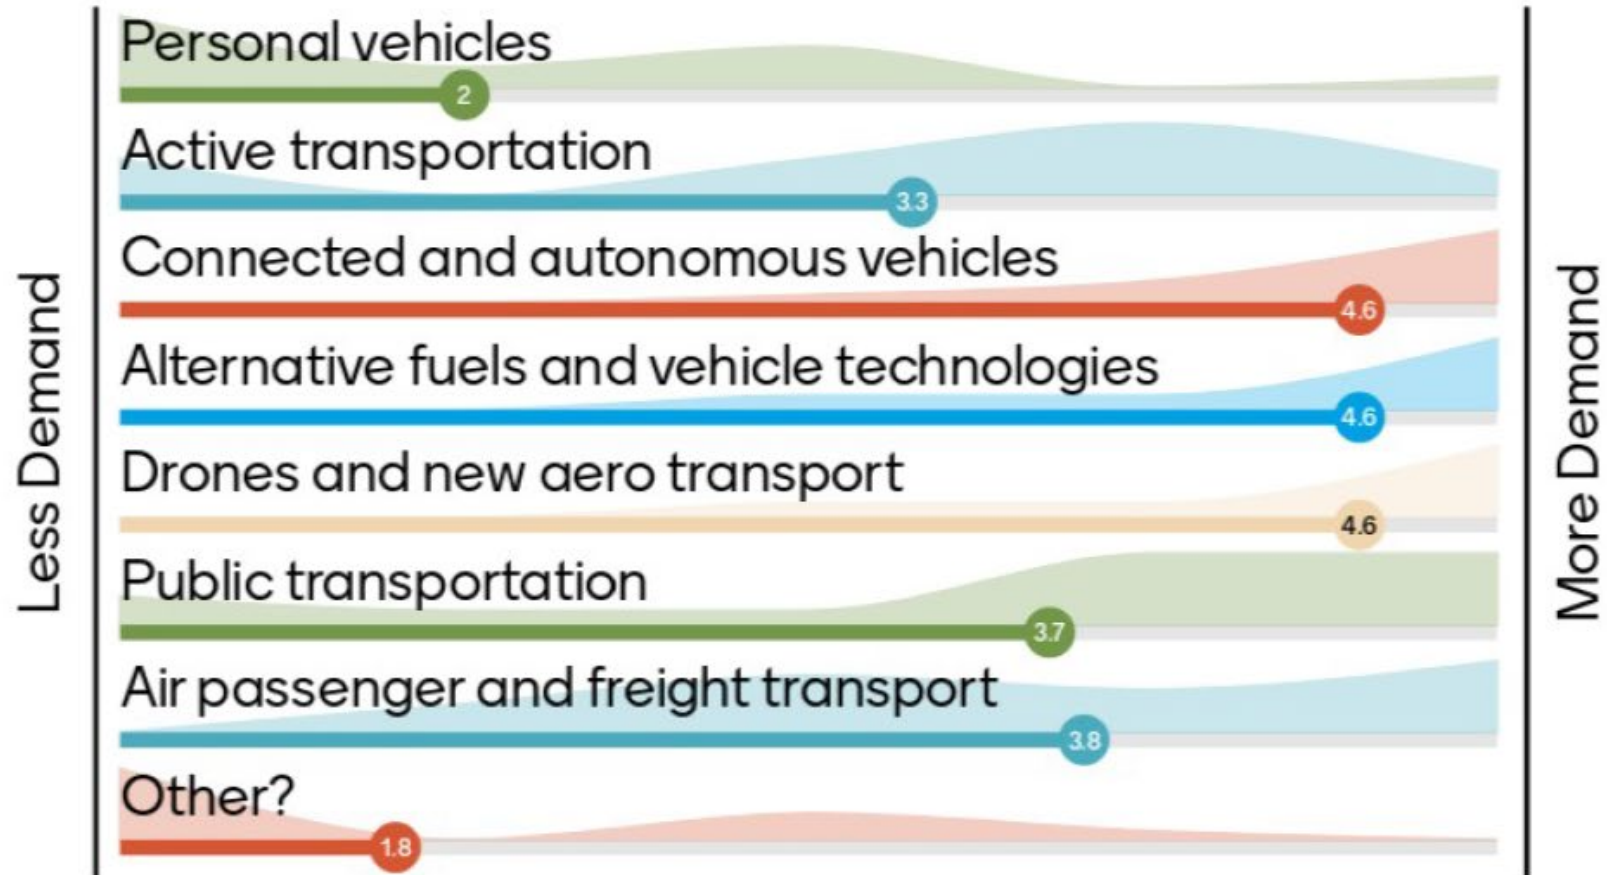 Personal vehicles
2
Active transportation
3.3
Connected and autonomous vehicles
4.6
Alternative fuels and vehicle technologies
4.6
Drones and new aero transport
4.6
Public transportation
3.7
Air passenger and freight transport
3.8
Other?
1.8
Less Demand
More Demand